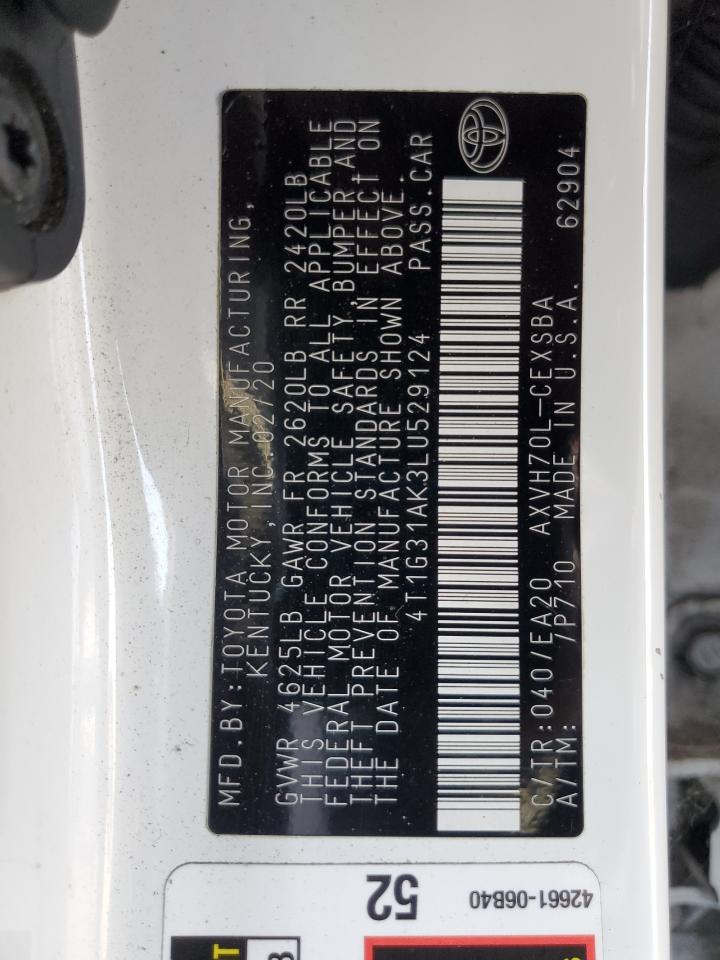 MFD.BY:TOYOTA MOTOR MANUFACTURING,
KENTUCKY,INC.02/20
GVWR 4625LB GAWR FR 2620LB RR 2420LB
THIS VEHICLE CONFORMS TO ALL APPLICABLE
FEDERAL MOTOR VEHICLE SAFETY,BUMPER AND
THEFT PREVENTION STANDARDS IN EFFECT ON
THE DATE OF MANUFACTURE SHOWN ABOVE.
4T1G31AK3LU529124 PASS.CAR
C/TR:040/EA20 AXVH70L-CEXSBA
A/TM: /P710 MADE IN U.S.A. 62904
52
42661-06B40